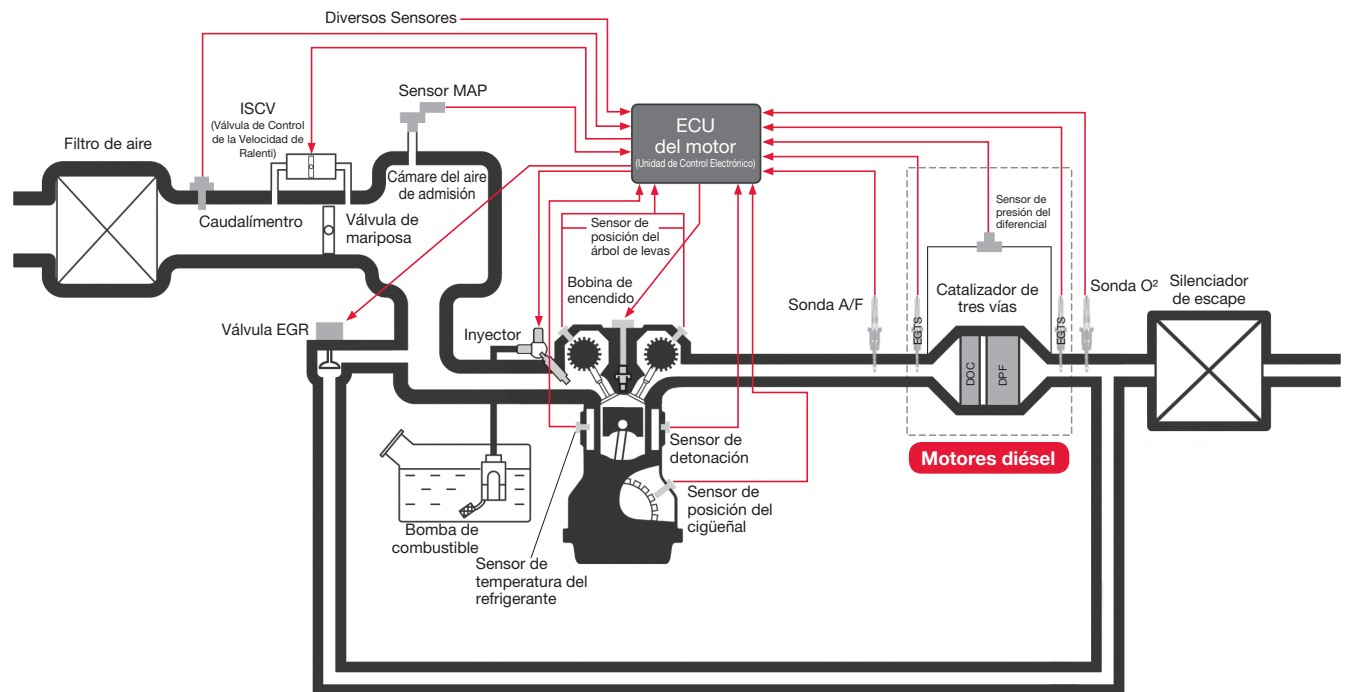 Diversos Sensores
Sensor MAP
ISCV
(Válvula de Control
de la Velocidad de
Ralenti)
Filtro de aire
ECU
del motor
(Unidad de Control Electrónico)
Cámare del aire
de admisión
Caudalímentro
Válvula de
mariposa
Sensor de
posición del
árbol de levas
Sensor de
presión del
diferencial
Bobina de
encendido
Sonda A/F
Catalizador de
tres vías
Sonda O²
Silenciador
de escape
Válvula EGR
Inyector
EGTS
EGTS
DOC
DPF
Motores diésel
Sensor de
detonación
Sensor de
posición del
cigüeñal
Bomba de
combustible
Sensor de
temperatura del
refrigerante